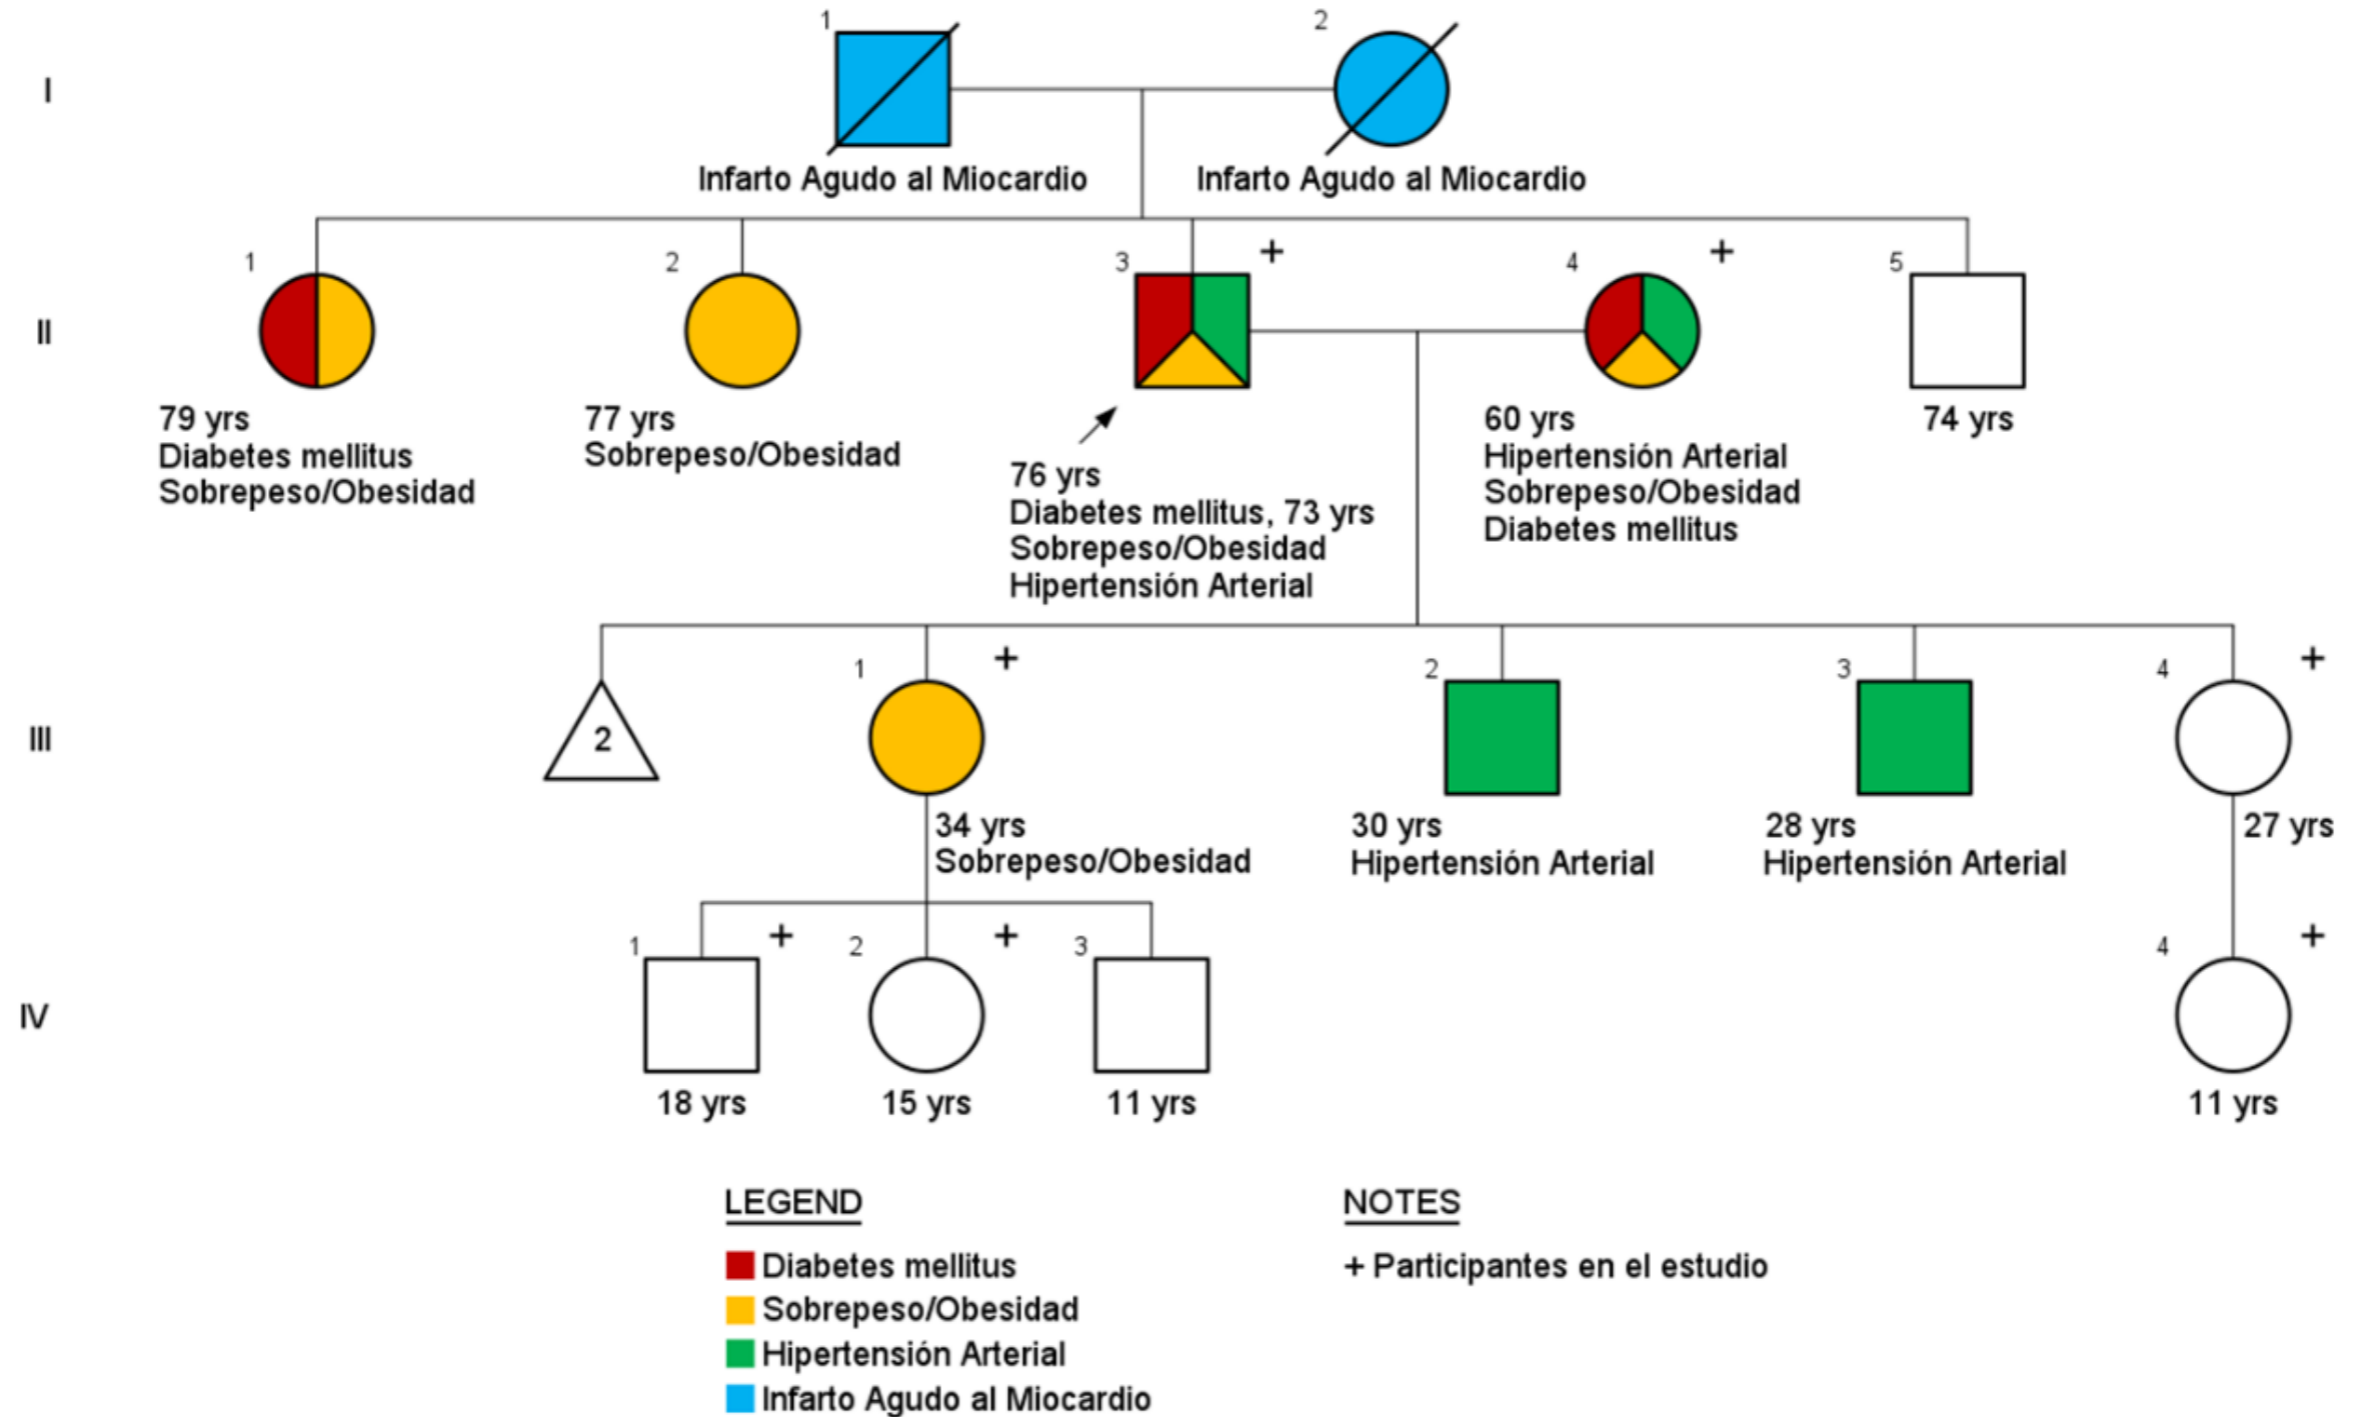 1
2
I
Infarto Agudo al Miocardio
Infarto Agudo al Miocardio
1
2
3
+
4
+
5
II
79 yrs
Diabetes mellitus
Sobrepeso/Obesidad
77 yrs
Sobrepeso/Obesidad
76 yrs
Diabetes mellitus, 73 yrs
Sobrepeso/Obesidad
Hipertensión Arterial
60 yrs
Hipertensión Arterial
Sobrepeso/Obesidad
Diabetes mellitus
74 yrs
III
2
1
+
2
3
4
+
34 yrs
Sobrepeso/Obesidad
30 yrs
Hipertensión Arterial
28 yrs
Hipertensión Arterial
27 yrs
IV
1
+
2
+
3
4
+
18 yrs
15 yrs
11 yrs
11 yrs
LEGEND
Diabetes mellitus
Sobrepeso/Obesidad
Hipertensión Arterial
Infarto Agudo al Miocardio
NOTES
+ Participantes en el estudio